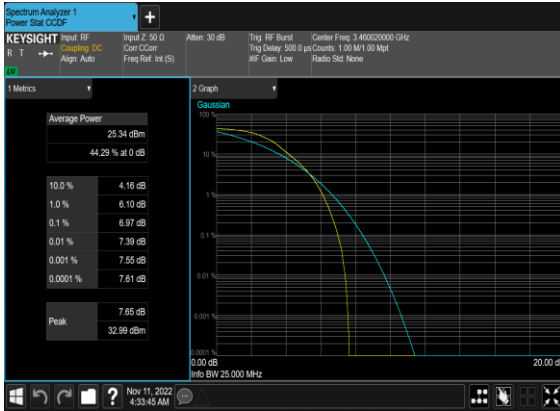 Spectrum Analyzer 1
Power Stat CCDF
+
KEYSIGHT
R T
Input: RF
Coupling: DC
Align: Auto
Input Z: 50 Ω
Corr CCorr
Freq Ref: Int (S)
Atten: 30 dB
Trig: RF Burst
Trig Delay: 500.0 µs
#IF Gain: Low
Center Freq: 3.460020000 GHz
Counts: 1.00 M/1.00 Mpt
Radio Std: None
1 Metrics
Average Power
25.34 dBm
44.29 % at 0 dB
10.0 % 4.16 dB
1.0 % 6.10 dB
0.1 % 6.97 dB
0.01 % 7.39 dB
0.001 % 7.55 dB
0.0001 % 7.61 dB
Peak
7.65 dB
32.99 dBm
2 Graph
Gaussian
100 %
10 %
1 %
0.1 %
0.01 %
0.001 %
0.0001 %
0.00 dB
20.00 d
Info BW 25.000 MHz
?
Nov 11, 2022
4:33:45 AM